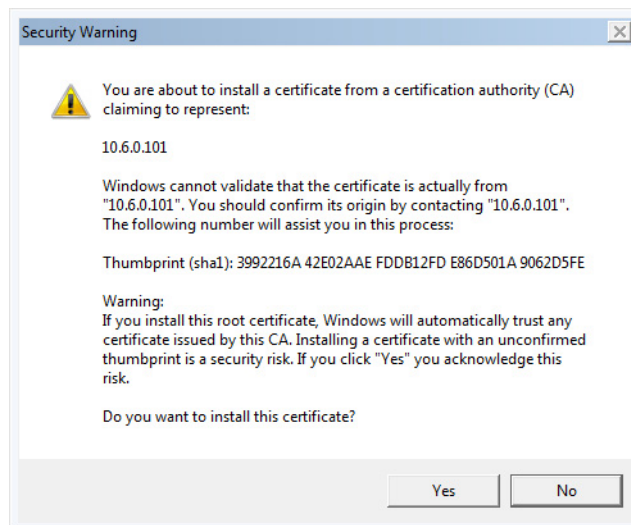 Security Warning
You are about to install a certificate from a certification authority (CA)
claiming to represent:
10.6.0.101
Windows cannot validate that the certificate is actually from
"10.6.0.101". You should confirm its origin by contacting "10.6.0.101".
The following number will assist you in this process:
Thumbprint (sha1): 3992216A 42E02AAE FDDB12FD E86D501A 9062D5FE
Warning:
If you install this root certificate, Windows will automatically trust any
certificate issued by this CA. Installing a certificate with an unconfirmed
thumbprint is a security risk. If you click "Yes" you acknowledge this
risk.
Do you want to install this certificate?
Yes
No